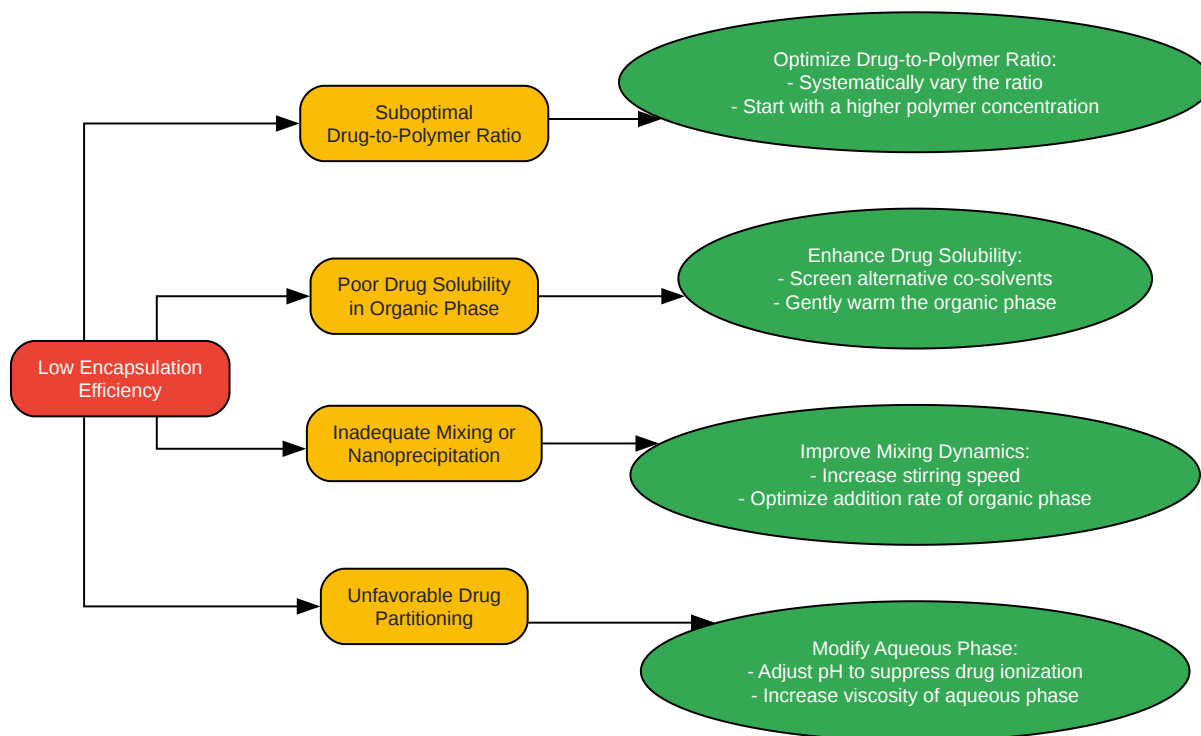 Low Encapsulation
Efficiency
Suboptimal
Drug-to-Polymer Ratio
Optimize Drug-to-Polymer Ratio:
- Systematically vary the ratio
- Start with a higher polymer concentration
Poor Drug Solubility
in Organic Phase
Enhance Drug Solubility:
- Screen alternative co-solvents
- Gently warm the organic phase
Inadequate Mixing or
Nanoprecipitation
Improve Mixing Dynamics:
- Increase stirring speed
- Optimize addition rate of organic phase
Unfavorable Drug
Partitioning
Modify Aqueous Phase:
- Adjust pH to suppress drug ionization
- Increase viscosity of aqueous phase